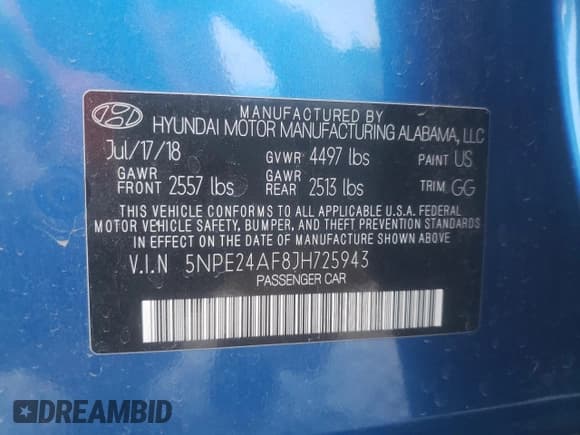 MANUFACTURED BY
HYUNDAI MOTOR MANUFACTURING ALABAMA, LLC
Jul/17/18 GVWR 4497 lbs PAINT US
GAWR FRONT 2557 lbs GAWR REAR 2513 lbs TRIM GG
THIS VEHICLE CONFORMS TO ALL APPLICABLE U.S.A. FEDERAL
MOTOR VEHICLE SAFETY, BUMPER, AND THEFT PREVENTION STANDARDS
IN EFFECT ON THE DATE OF MANUFACTURE SHOWN ABOVE.
V.I.N 5NPE24AF8JH725943
PASSENGER CAR
DREAMBID